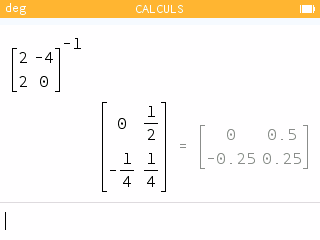 deg CALCULS
[2 -4
2 0]^-1
[0 1/2
-1/4 1/4] = [0 0.5
-0.25 0.25]